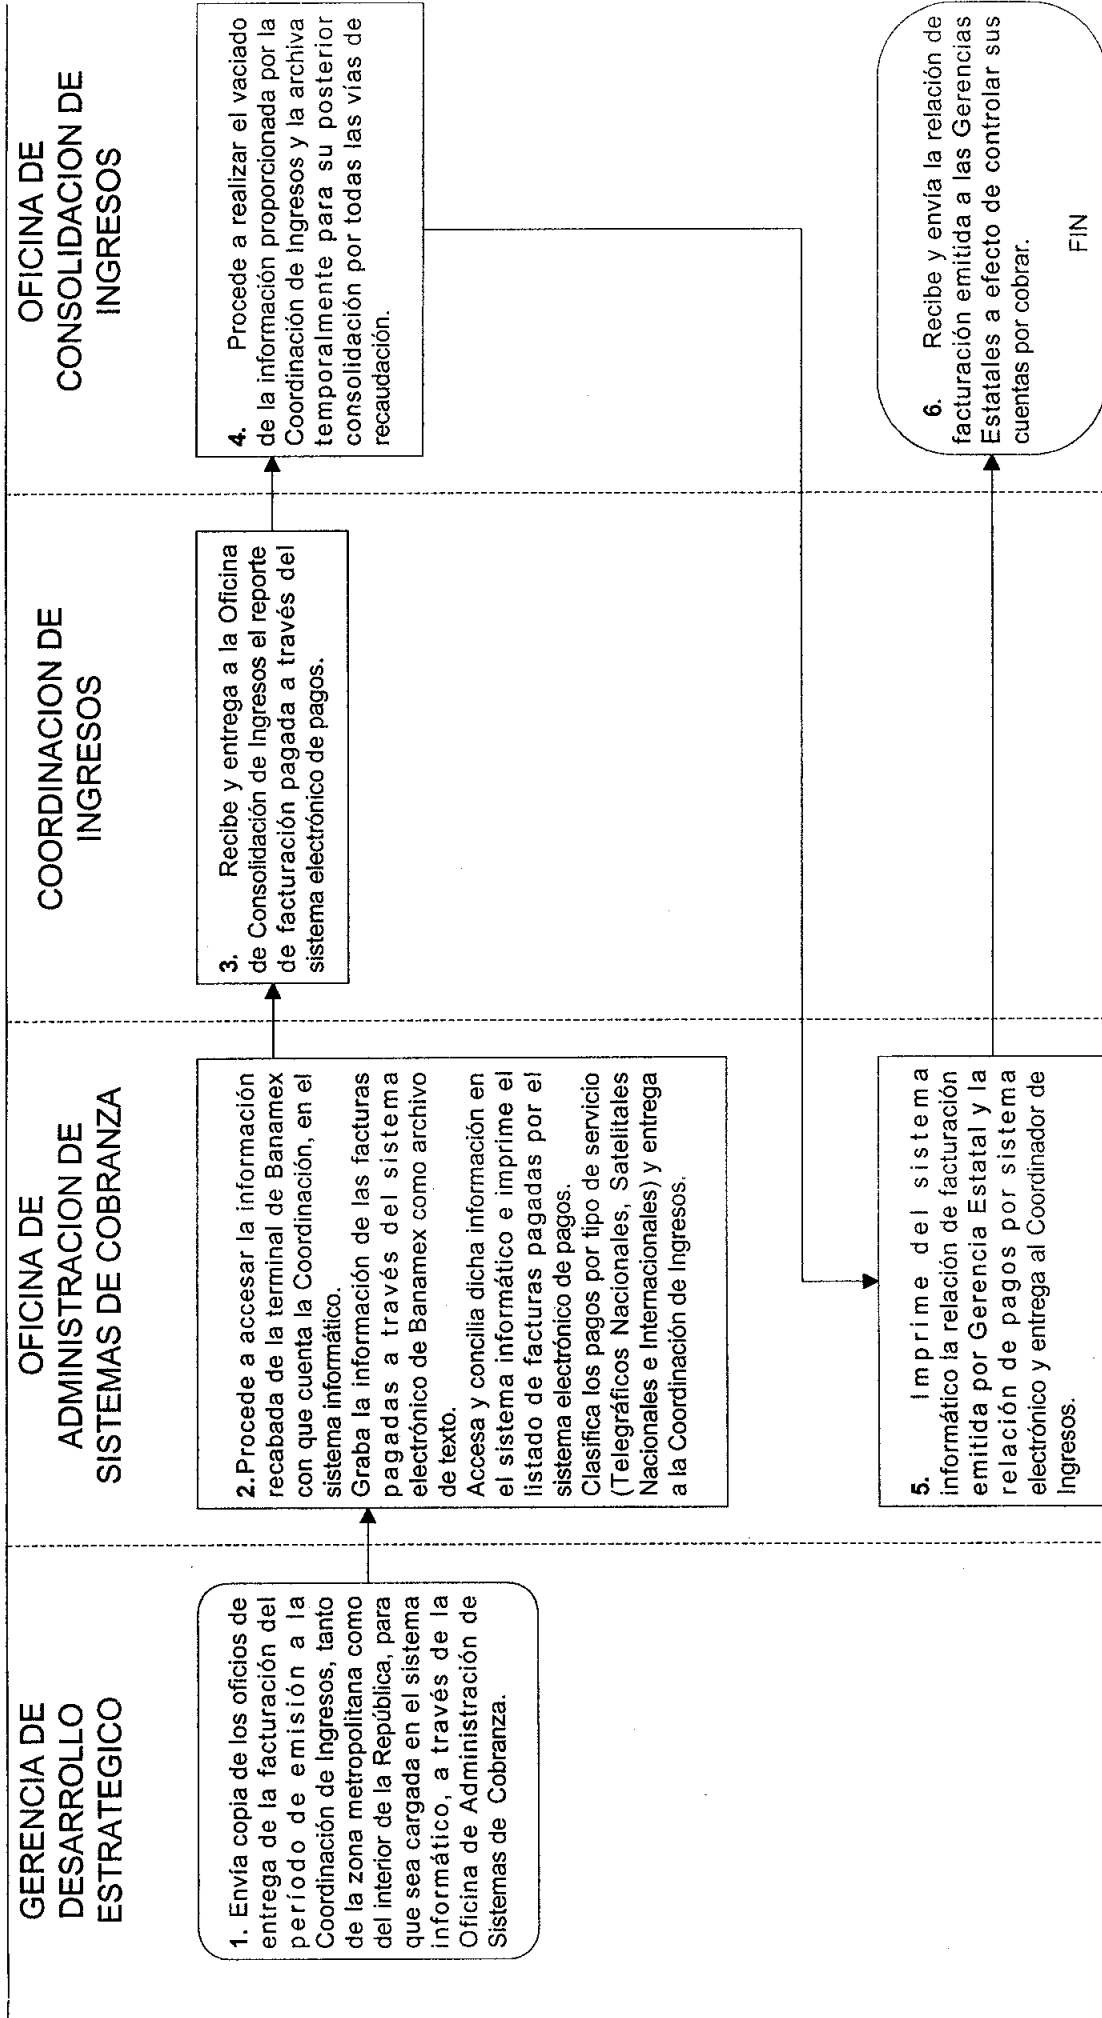 GERENCIA DE
DESARROLLO
ESTRATEGICO
OFICINA DE
ADMINISTRACION DE
SISTEMAS DE COBRANZA
COORDINACION DE
INGRESOS
OFICINA DE
CONSOLIDACION DE
INGRESOS
1. Envía copia de los oficios de
entrega de la facturación del
período de emisión a la
Coordinación de Ingresos, tanto
de la zona metropolitana como
del interior de la República, para
que sea cargada en el sistema
informático, a través de la
Oficina de Administración de
Sistemas de Cobranza.
2. Procede a accesar la información
recabada de la terminal de Banamex
con que cuenta la Coordinación, en el
sistema informático.
Graba la información de las facturas
pagadas a través del sistema
electrónico de Banamex como archivo
de texto.
Accesa y concilia dicha información en
el sistema informático e imprime el
listado de facturas pagadas por el
sistema electrónico de pagos.
Clasifica los pagos por tipo de servicio
(Telegráficos Nacionales, Satelitales
Nacionales e Internacionales) y entrega
a la Coordinación de Ingresos.
3. Recibe y entrega a la Oficina
de Consolidación de Ingresos el reporte
de facturación pagada a través del
sistema electrónico de pagos.
4. Procede a realizar el vaciado
de la información proporcionada por la
Coordinación de Ingresos y la archiva
temporalmente para su posterior
consolidación por todas las vías de
recaudación.
5. Imprime del sistema
informático la relación de facturación
emitida por Gerencia Estatal y la
relación de pagos por sistema
electrónico y entrega al Coordinador de
Ingresos.
6. Recibe y envía la relación de
facturación emitida a las Gerencias
Estatales a efecto de controlar sus
cuentas por cobrar.
FIN